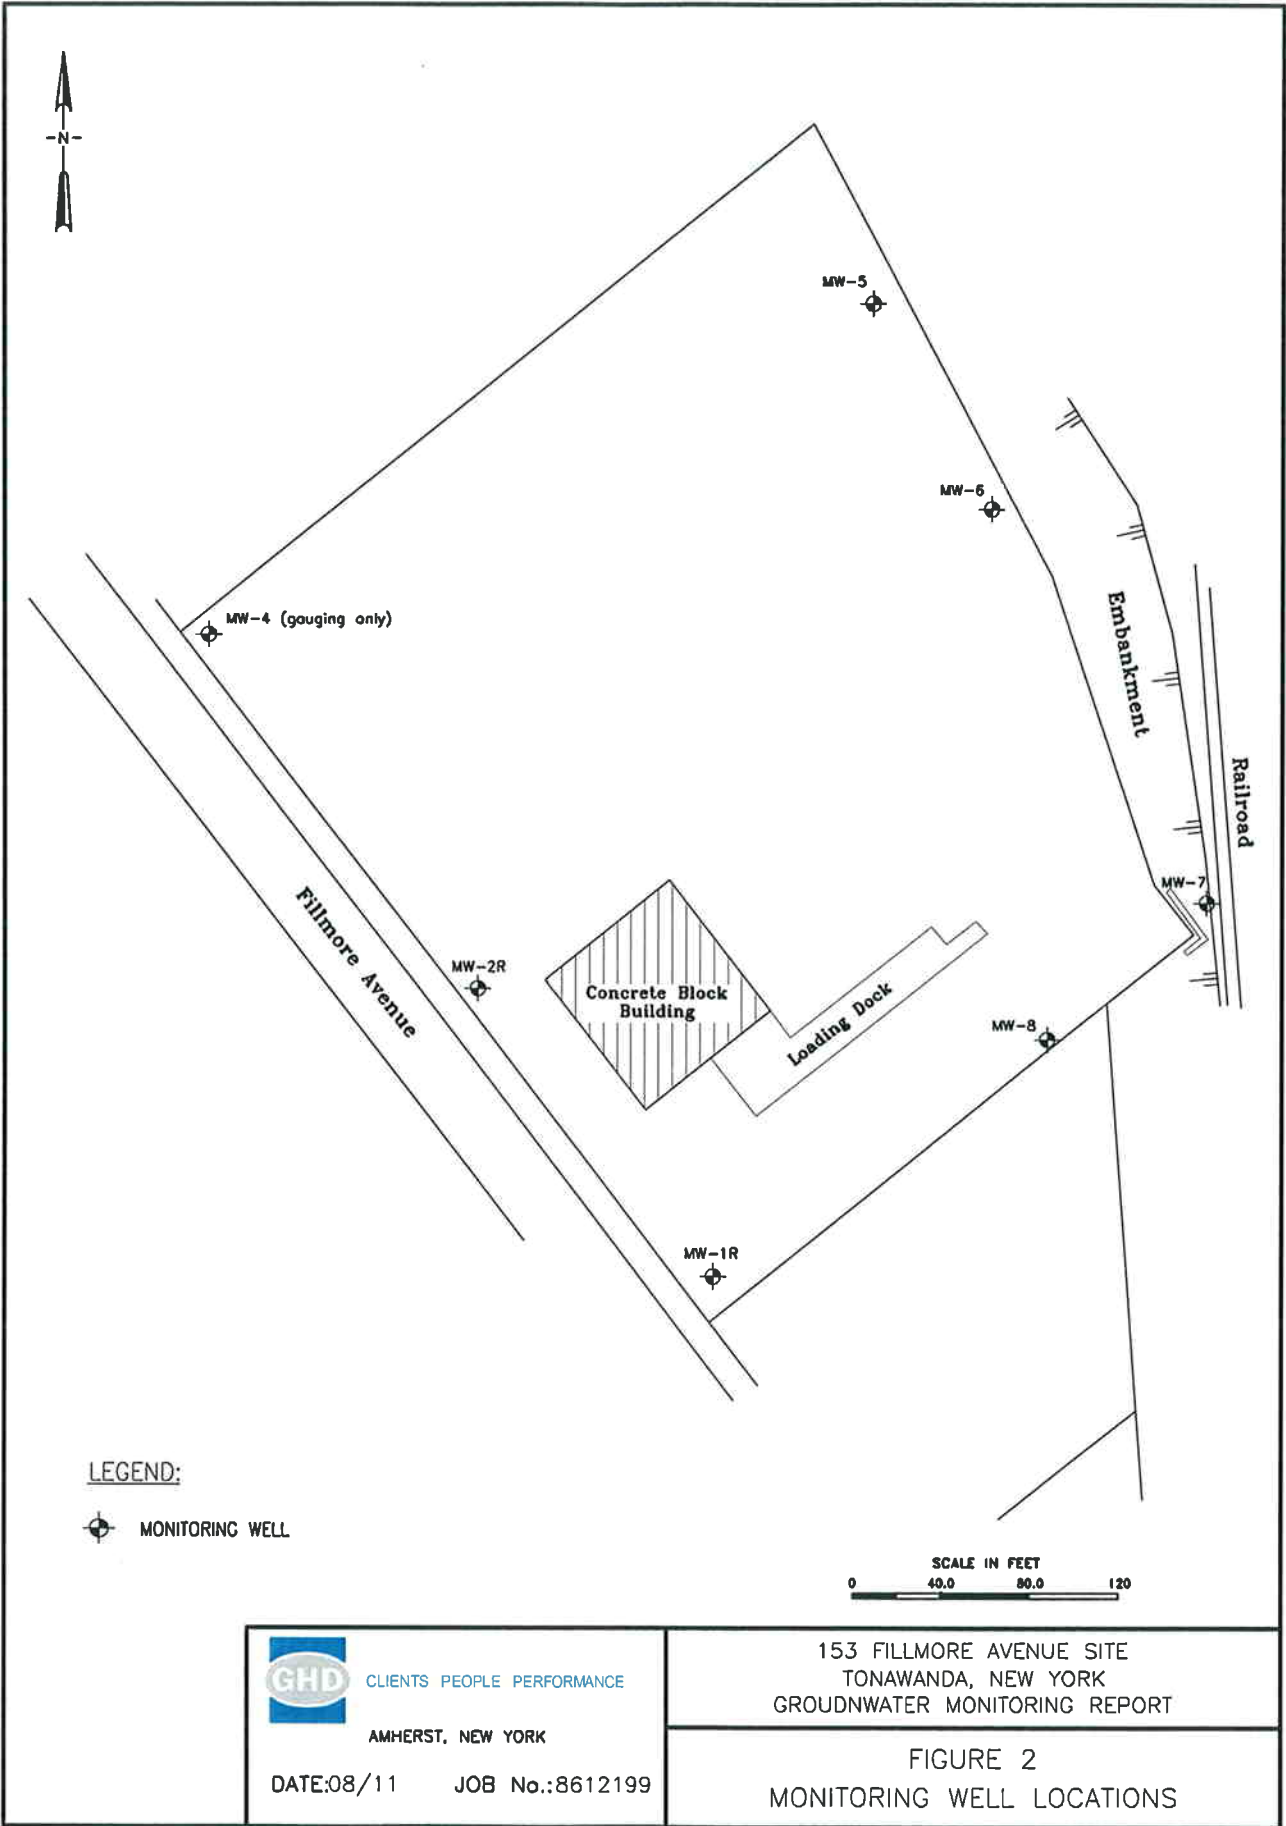 -N-
MW-5
MW-6
MW-4 (gauging only)
Embankment
Railroad
MW-7
Fillmore Avenue
MW-2R
Concrete Block
Building
Loading Dock
MW-8
MW-1R
LEGEND:
MONITORING WELL
SCALE IN FEET
0 40.0 80.0 120
GHD CLIENTS PEOPLE PERFORMANCE
AMHERST, NEW YORK
DATE:08/11 JOB No.:8612199
153 FILLMORE AVENUE SITE
TONAWANDA, NEW YORK
GROUDNWATER MONITORING REPORT
FIGURE 2
MONITORING WELL LOCATIONS